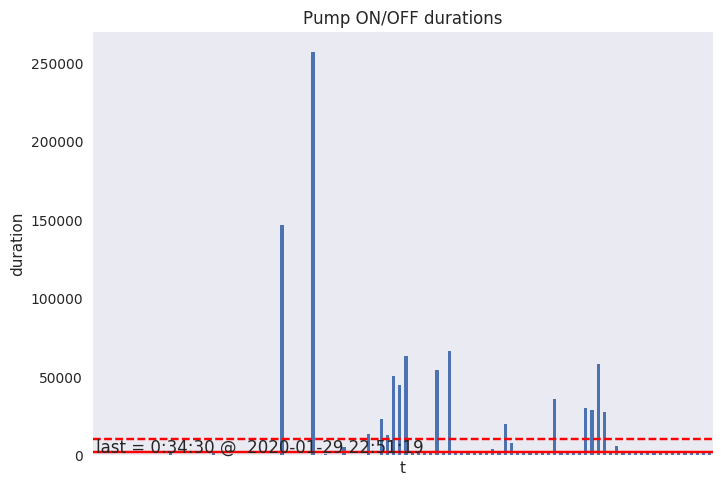 Pump ON/OFF durations
250000
200000
150000
100000
50000
0
duration
last = 0:34:30 @ 2020-01-29 22:51:19
t